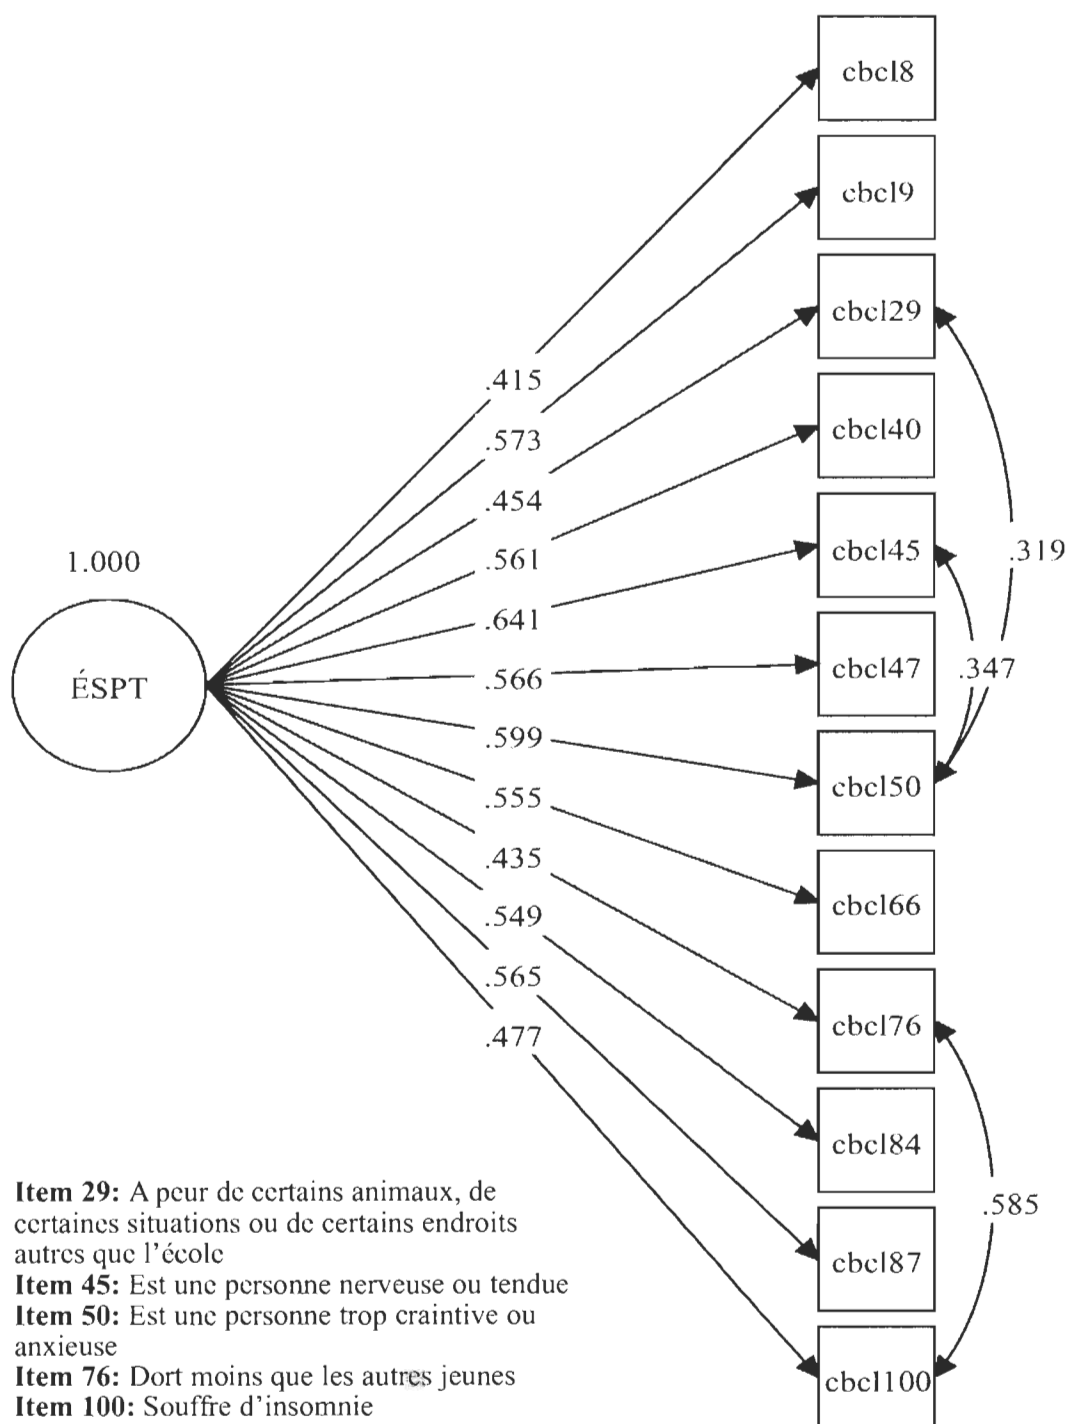 cbcl8
cbcl9
cbcl29
.415
cbcl40
.573
.454
cbcl45
.319
1.000
.561
.641
cbcl47
.347
ÉSPT
.566
.599
cbcl50
.555
.435
cbcl66
.549
.565
cbcl76
.477
cbcl84
Item 29: A peur de certains animaux, de
certaines situations ou de certains endroits
autres que l'école
Item 45: Est une personne nerveuse ou tendue
Item 50: Est une personne trop craintive ou
anxieuse
Item 76: Dort moins que les autres jeunes
Item 100: Souffre d'insomnie
.585
cbcl87
cbcl100